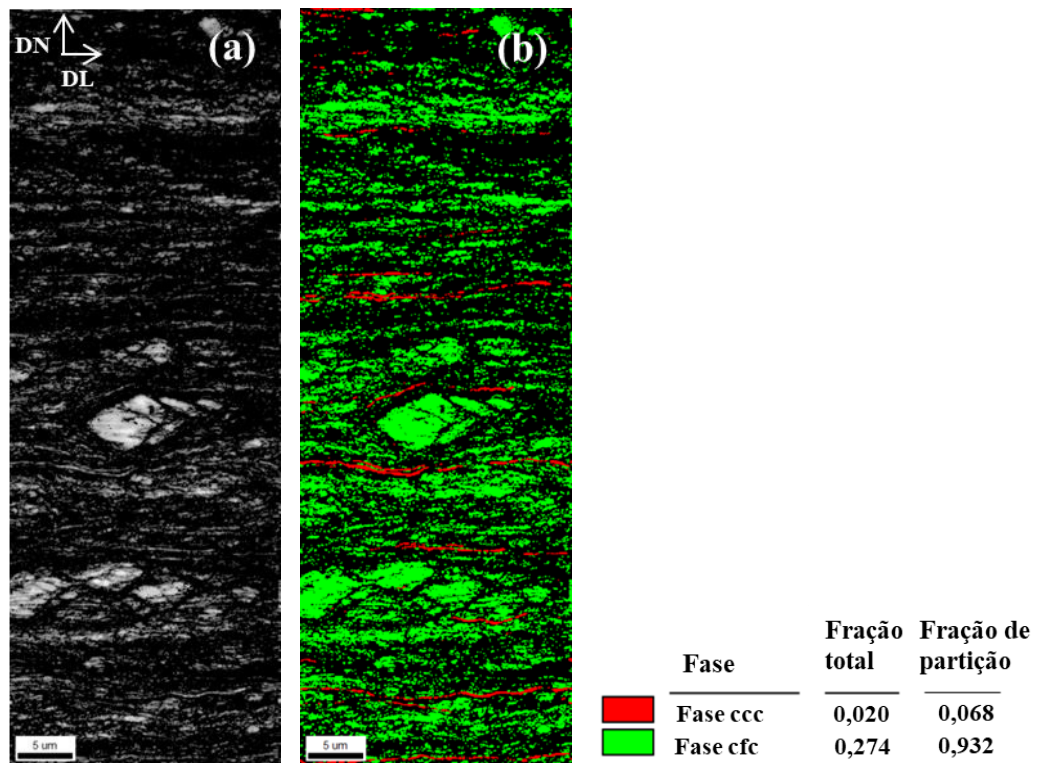 (a)
DN
DL
5 um
(b)
5 um
Fase Fração total Fração de partição
Fase ccc 0,020 0,068
Fase cfc 0,274 0,932